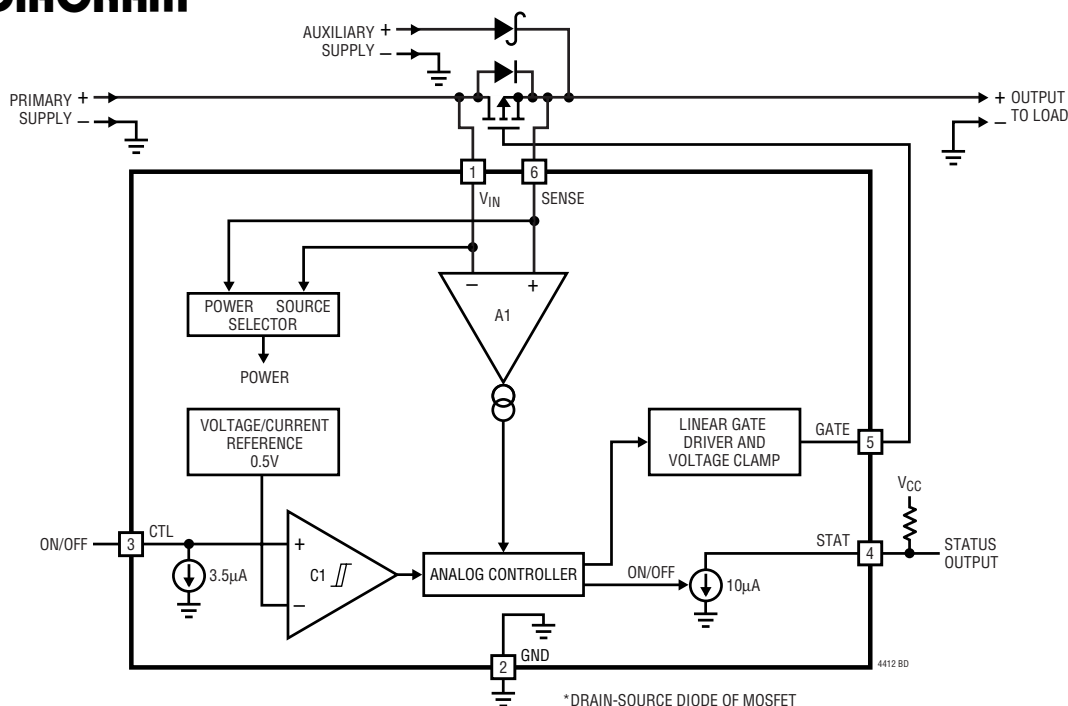 AUXILIARY +
SUPPLY –
PRIMARY +
SUPPLY –
+ OUTPUT
– TO LOAD
1
6
VIN
SENSE
– +
A1
POWER SOURCE
SELECTOR
POWER
VOLTAGE/CURRENT
REFERENCE
0.5V
LINEAR GATE
DRIVER AND
VOLTAGE CLAMP
GATE
5
VCC
ON/OFF
3
CTL
3.5µA
+
–
C1
ANALOG CONTROLLER
ON/OFF
10µA
STAT
4
STATUS
OUTPUT
2
GND
4412 BD
*DRAIN-SOURCE DIODE OF MOSFET